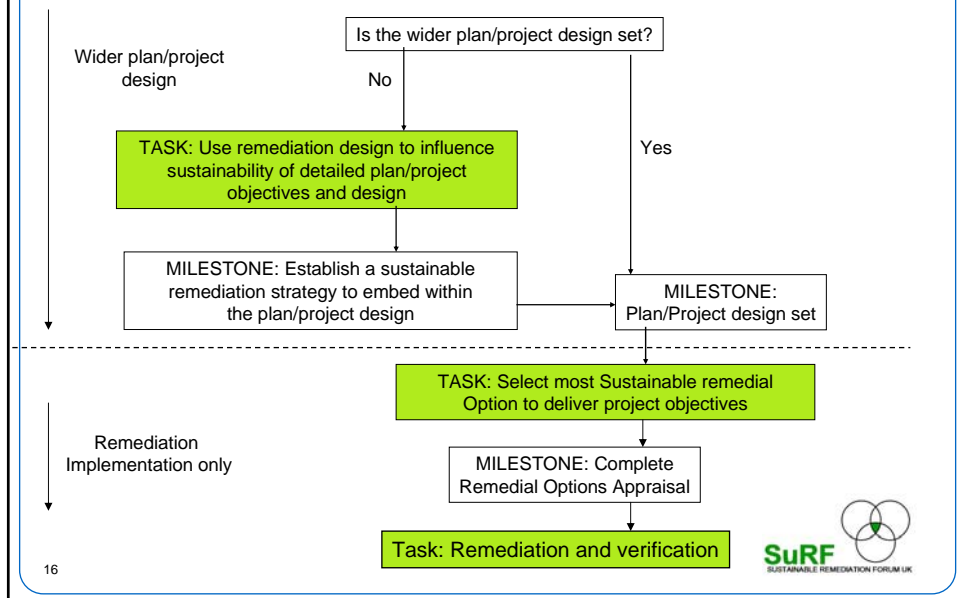 Is the wider plan/project design set?
Wider plan/project
design
No
Yes
TASK: Use remediation design to influence
sustainability of detailed plan/project
objectives and design
MILESTONE: Establish a sustainable
remediation strategy to embed within
the plan/project design
MILESTONE:
Plan/Project design set
TASK: Select most Sustainable remedial
Option to deliver project objectives
Remediation
Implementation only
MILESTONE: Complete
Remedial Options Appraisal
Task: Remediation and verification
SuRF
SUSTAINABLE REMEDIATION FORUM UK
16